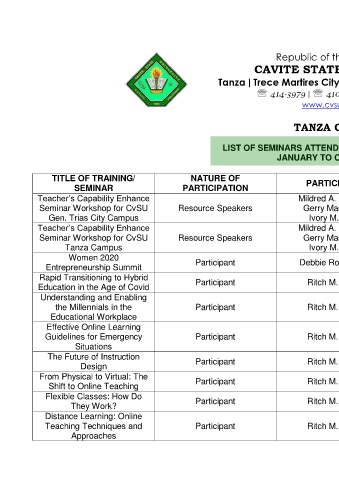 Republic of th
CAVITE STATE
Tanza | Trece Martires City
☏ 414-3979 | ☏
www.cvsu
TANZA C
LIST OF SEMINARS ATTEND
JANUARY TO
TITLE OF TRAINING/
SEMINAR
NATURE OF
PARTICIPATION
PARTICI
Teacher's Capability Enhance
Seminar Workshop for CvSU
Gen. Trias City Campus
Resource Speakers
Mildred A.
Gerry Ma
Ivory M.
Teacher's Capability Enhance
Seminar Workshop for CvSU
Tanza Campus
Resource Speakers
Mildred A.
Gerry Ma
Ivory M.
Women 2020
Entrepreneurship Summit
Participant
Debbie Ro
Rapid Transitioning to Hybrid
Education in the Age of Covid
Participant
Ritch M.
Understanding and Enabling
the Millennials in the
Educational Workplace
Participant
Ritch M.
Effective Online Learning
Guidelines for Emergency
Situations
Participant
Ritch M.
The Future of Instruction
Design
Participant
Ritch M.
From Physical to Virtual: The
Shift to Online Teaching
Participant
Ritch M.
Flexible Classes: How Do
They Work?
Participant
Ritch M.
Distance Learning: Online
Teaching Techniques and
Approaches
Participant
Ritch M.